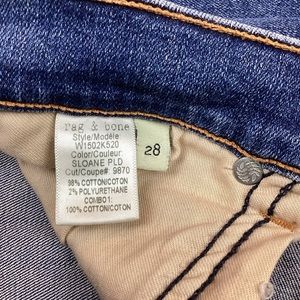 rag & bone
Style/Modèle
W1502K520
Color/Couleur:
SLOANE PLD
Cut/Coupe#: 9870
98% COTTON/COTON
2% POLYURETHANE
COMBO1:
100% COTTON/COTON
28